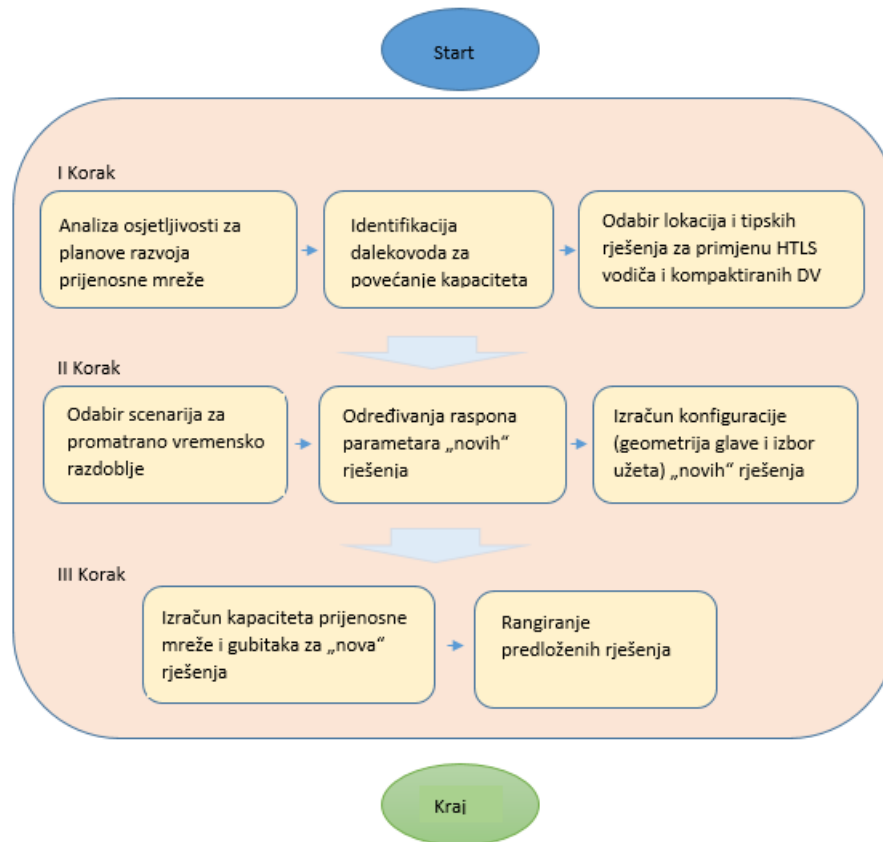 Start
I Korak
Analiza osjetljivosti za
planove razvoja
prijenosne mreže
Identifikacija
dalekovoda za
povećanje kapaciteta
Odabir lokacija i tipskih
rješenja za primjenu HTLS
vodiča i kompaktiranih DV
II Korak
Odabir scenarija za
promatrano vremensko
razdoblje
Određivanja raspona
parametara „novih“
rješenja
Izračun konfiguracije
(geometrija glave i izbor
užeta) „novih“ rješenja
III Korak
Izračun kapaciteta prijenosne
mreže i gubitaka za „nova“
rješenja
Rangiranje
predloženih rješenja
Kraj